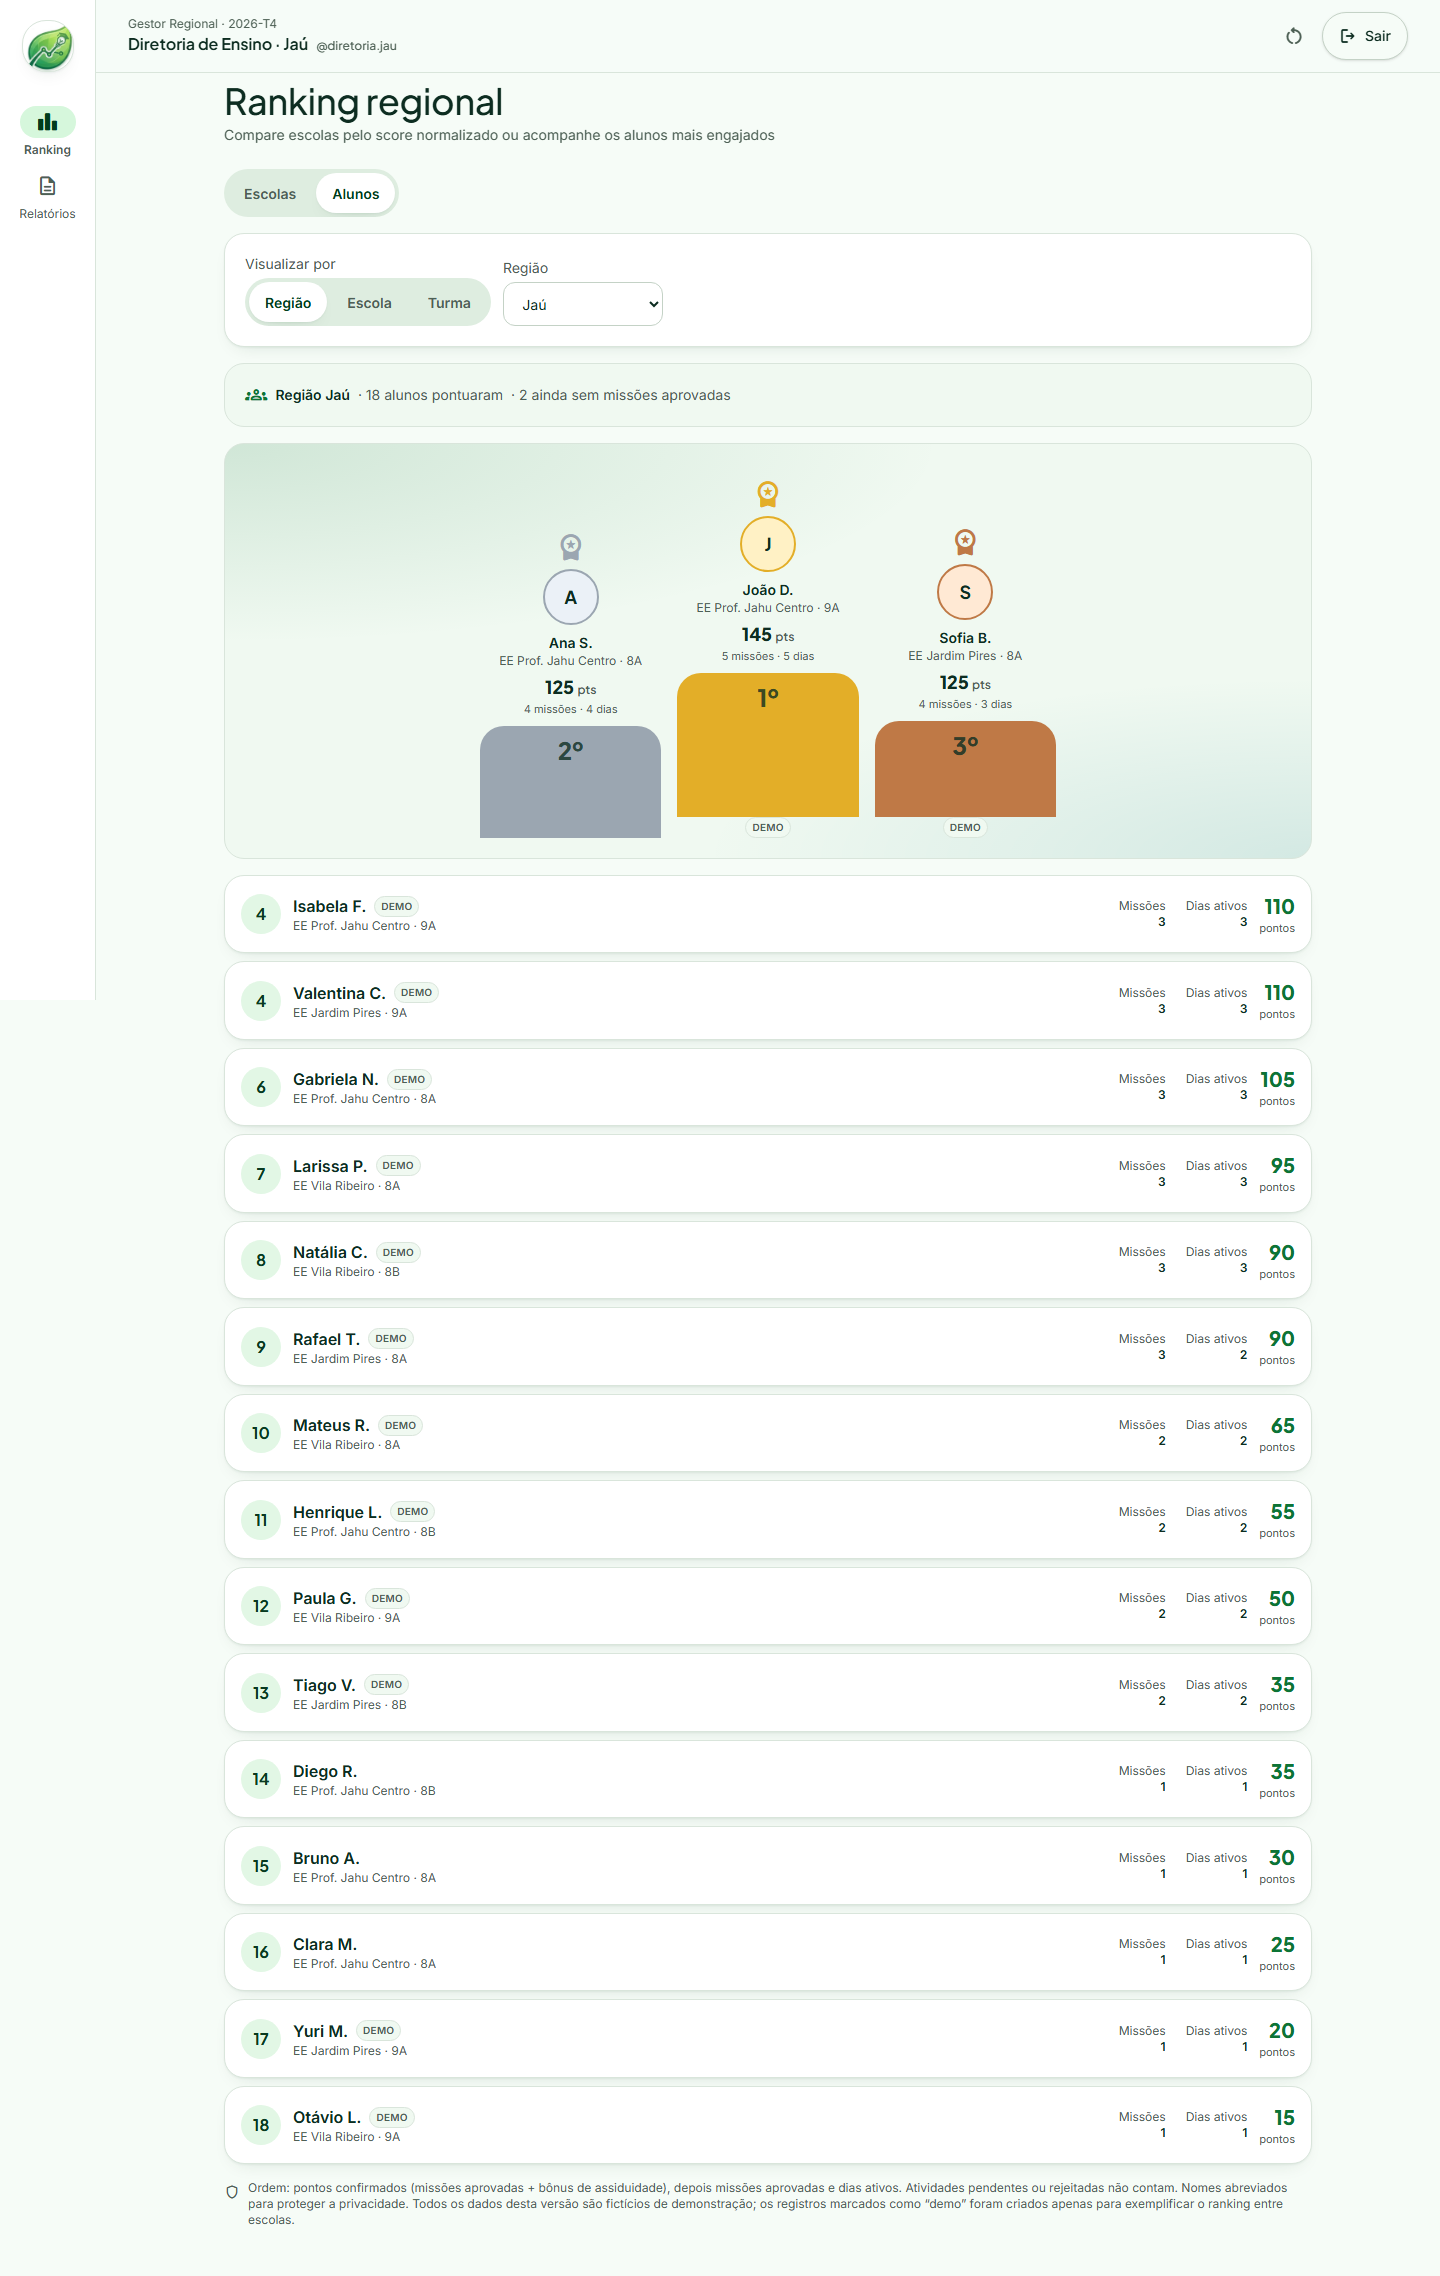 Gestor Regional · 2026-T4
Diretoria de Ensino · Jaú @diretoria.jau
Sair
Ranking
Relatórios
Ranking regional
Compare escolas pelo score normalizado ou acompanhe os alunos mais engajados
Escolas Alunos
Visualizar por
Região Escola Turma
Região
Jaú
Região Jaú · 18 alunos pontuaram · 2 ainda sem missões aprovadas
A
Ana S.
EE Prof. Jahu Centro · 8A
125 pts
4 missões · 4 dias
2º
J
João D.
EE Prof. Jahu Centro · 9A
145 pts
5 missões · 5 dias
1º
DEMO
S
Sofia B.
EE Jardim Pires · 8A
125 pts
4 missões · 3 dias
3º
DEMO
4 Isabela F. DEMO
EE Prof. Jahu Centro · 9A
Missões Dias ativos 110
3 3 pontos
4 Valentina C. DEMO
EE Jardim Pires · 9A
Missões Dias ativos 110
3 3 pontos
6 Gabriela N. DEMO
EE Prof. Jahu Centro · 8A
Missões Dias ativos 105
3 3 pontos
7 Larissa P. DEMO
EE Vila Ribeiro · 8A
Missões Dias ativos 95
3 3 pontos
8 Natália C. DEMO
EE Vila Ribeiro · 8B
Missões Dias ativos 90
3 3 pontos
9 Rafael T. DEMO
EE Jardim Pires · 8A
Missões Dias ativos 90
3 2 pontos
10 Mateus R. DEMO
EE Vila Ribeiro · 8A
Missões Dias ativos 65
2 2 pontos
11 Henrique L. DEMO
EE Prof. Jahu Centro · 8B
Missões Dias ativos 55
2 2 pontos
12 Paula G. DEMO
EE Vila Ribeiro · 9A
Missões Dias ativos 50
2 2 pontos
13 Tiago V. DEMO
EE Jardim Pires · 8B
Missões Dias ativos 35
2 2 pontos
14 Diego R.
EE Prof. Jahu Centro · 8B
Missões Dias ativos 35
1 1 pontos
15 Bruno A.
EE Prof. Jahu Centro · 8A
Missões Dias ativos 30
1 1 pontos
16 Clara M.
EE Prof. Jahu Centro · 8A
Missões Dias ativos 25
1 1 pontos
17 Yuri M. DEMO
EE Jardim Pires · 9A
Missões Dias ativos 20
1 1 pontos
18 Otávio L. DEMO
EE Vila Ribeiro · 9A
Missões Dias ativos 15
1 1 pontos
Ordem: pontos confirmados (missões aprovadas + bônus de assiduidade), depois missões aprovadas e dias ativos. Atividades pendentes ou rejeitadas não contam. Nomes abreviados
para proteger a privacidade. Todos os dados desta versão são fictícios de demonstração; os registros marcados como “demo” foram criados apenas para exemplificar o ranking entre
escolas.